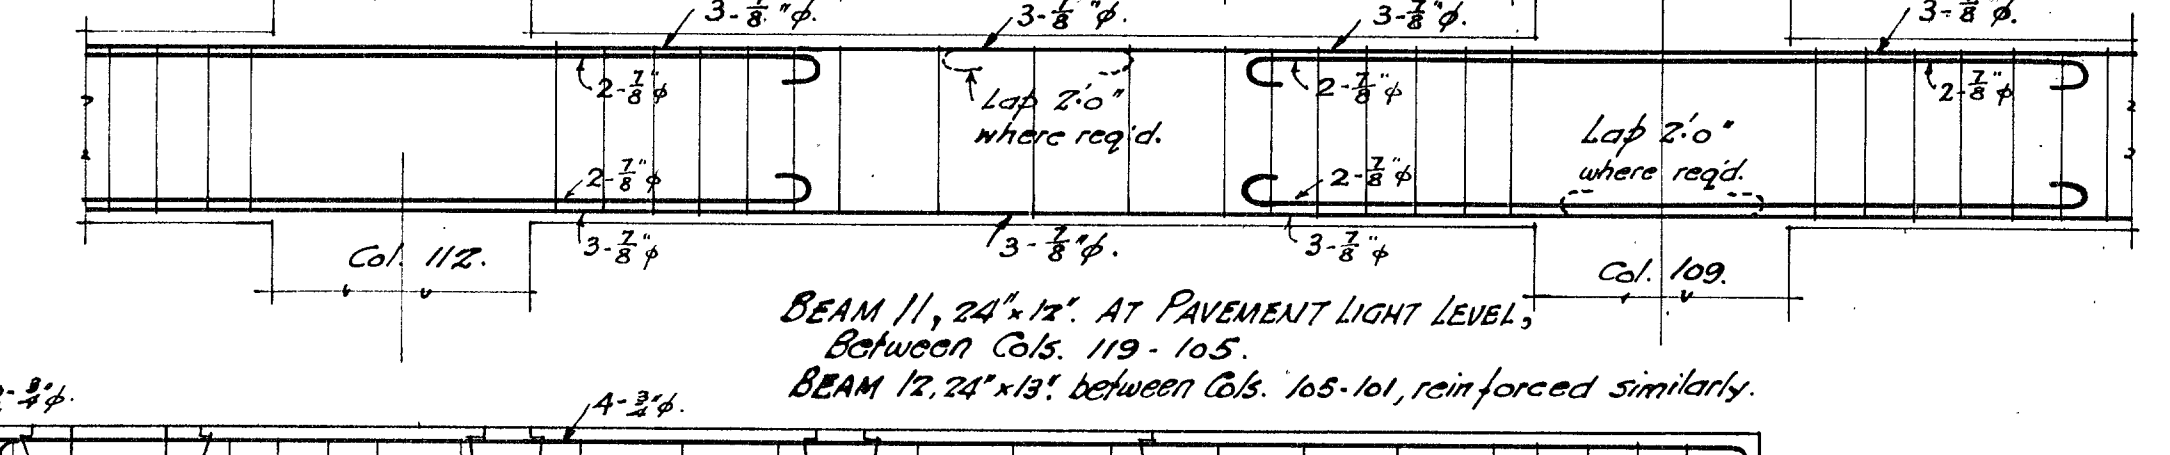 3-7/8"φ.
3-7/8"φ.
3-7/8"φ.
3-7/8"φ.
2-7/8"φ
2-7/8"φ
2-7/8"φ
Lap 2'.0"
where req'd.
Lap 2'.0"
where req'd.
2-7/8"φ
2-7/8"φ
3-7/8"φ
3-7/8"φ.
3-7/8"φ
Col. 112.
Col. 109.
BEAM 11, 24"x12". AT PAVEMENT LIGHT LEVEL,
Between Cols. 119-105.
BEAM 12, 24"x13". between Cols. 105-101, reinforced similarly.
-3/4"φ.
4-3/4"φ.